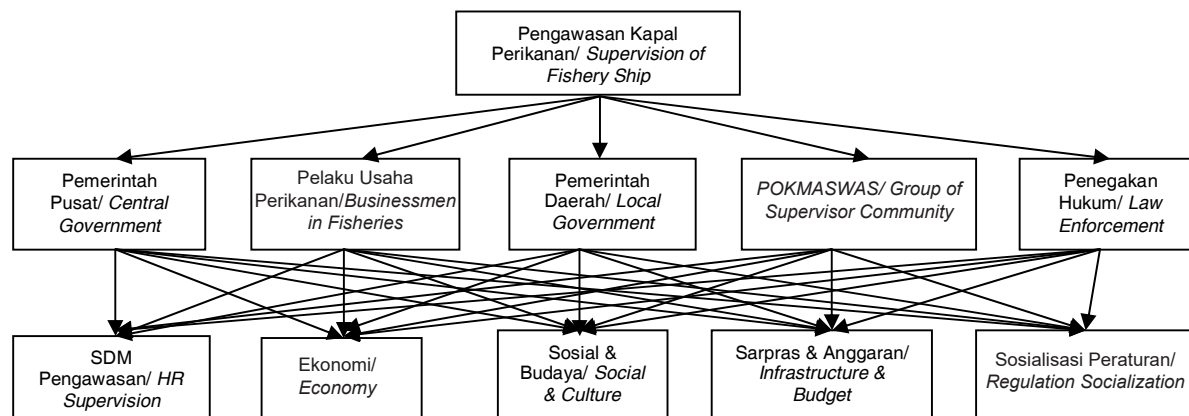 Pengawasan Kapal
Perikanan/ Supervision of
Fishery Ship
Pemerintah
Pusat/ Central
Government
Pelaku Usaha
Perikanan/Businessmen
in Fisheries
Pemerintah
Daerah/ Local
Government
POKMASWAS/ Group of
Supervisor Community
Penegakan
Hukum/ Law
Enforcement
SDM
Pengawasan/ HR
Supervision
Ekonomi/
Economy
Sosial &
Budaya/ Social
& Culture
Sarpras & Anggaran/
Infrastructure &
Budget
Sosialisasi Peraturan/
Regulation Socialization